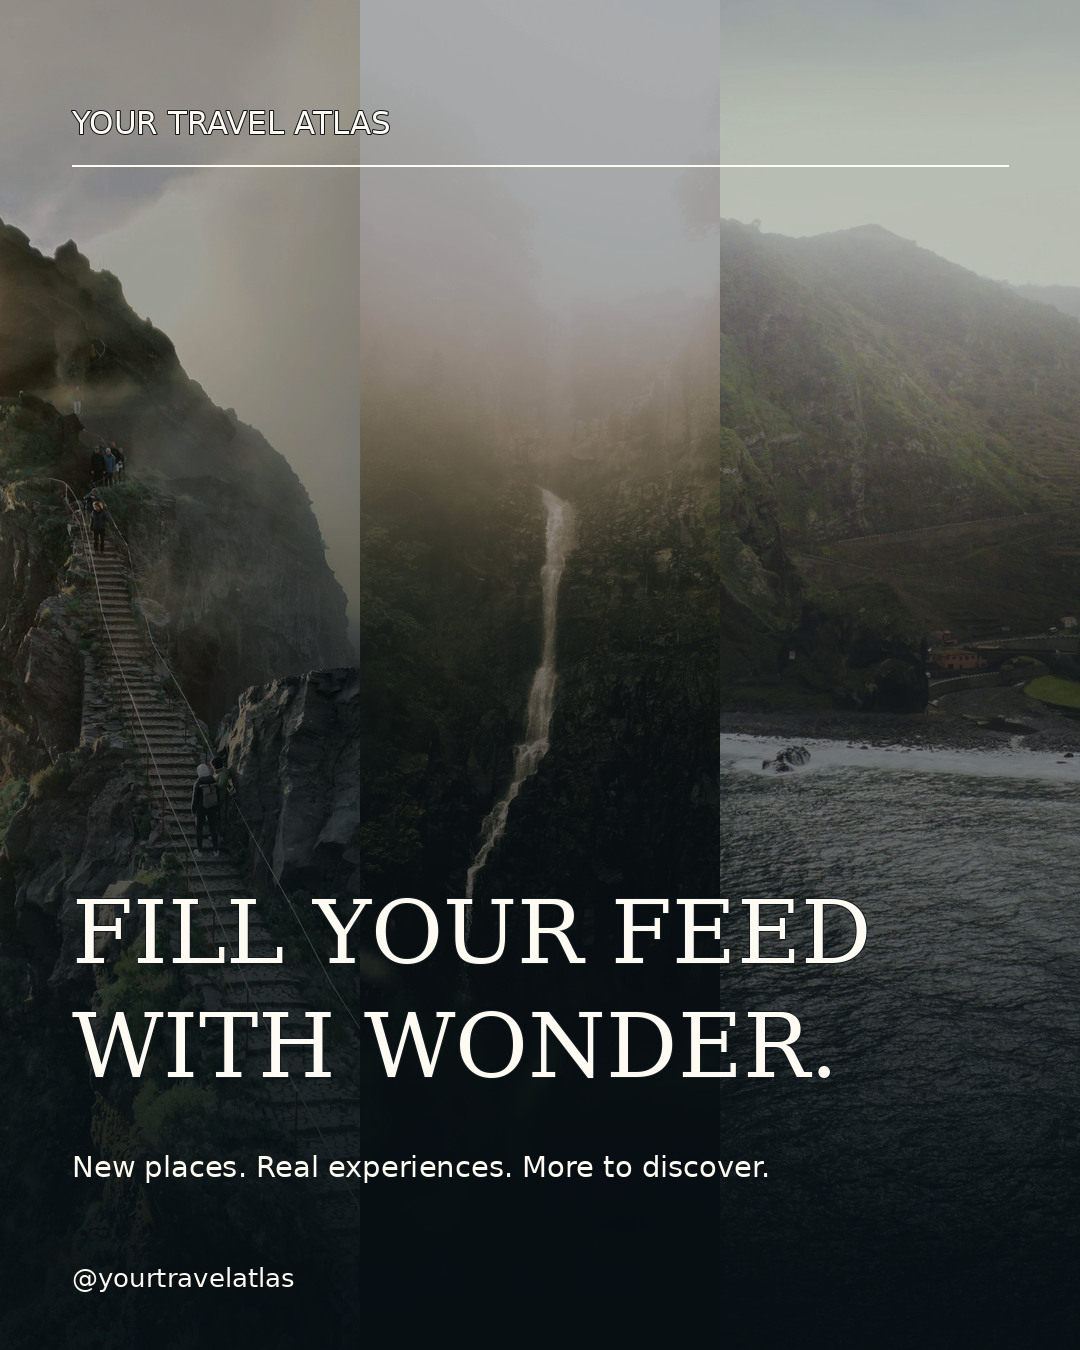 YOUR TRAVEL ATLAS
FILL YOUR FEED
WITH WONDER.
New places. Real experiences. More to discover.
@yourtravelatlas